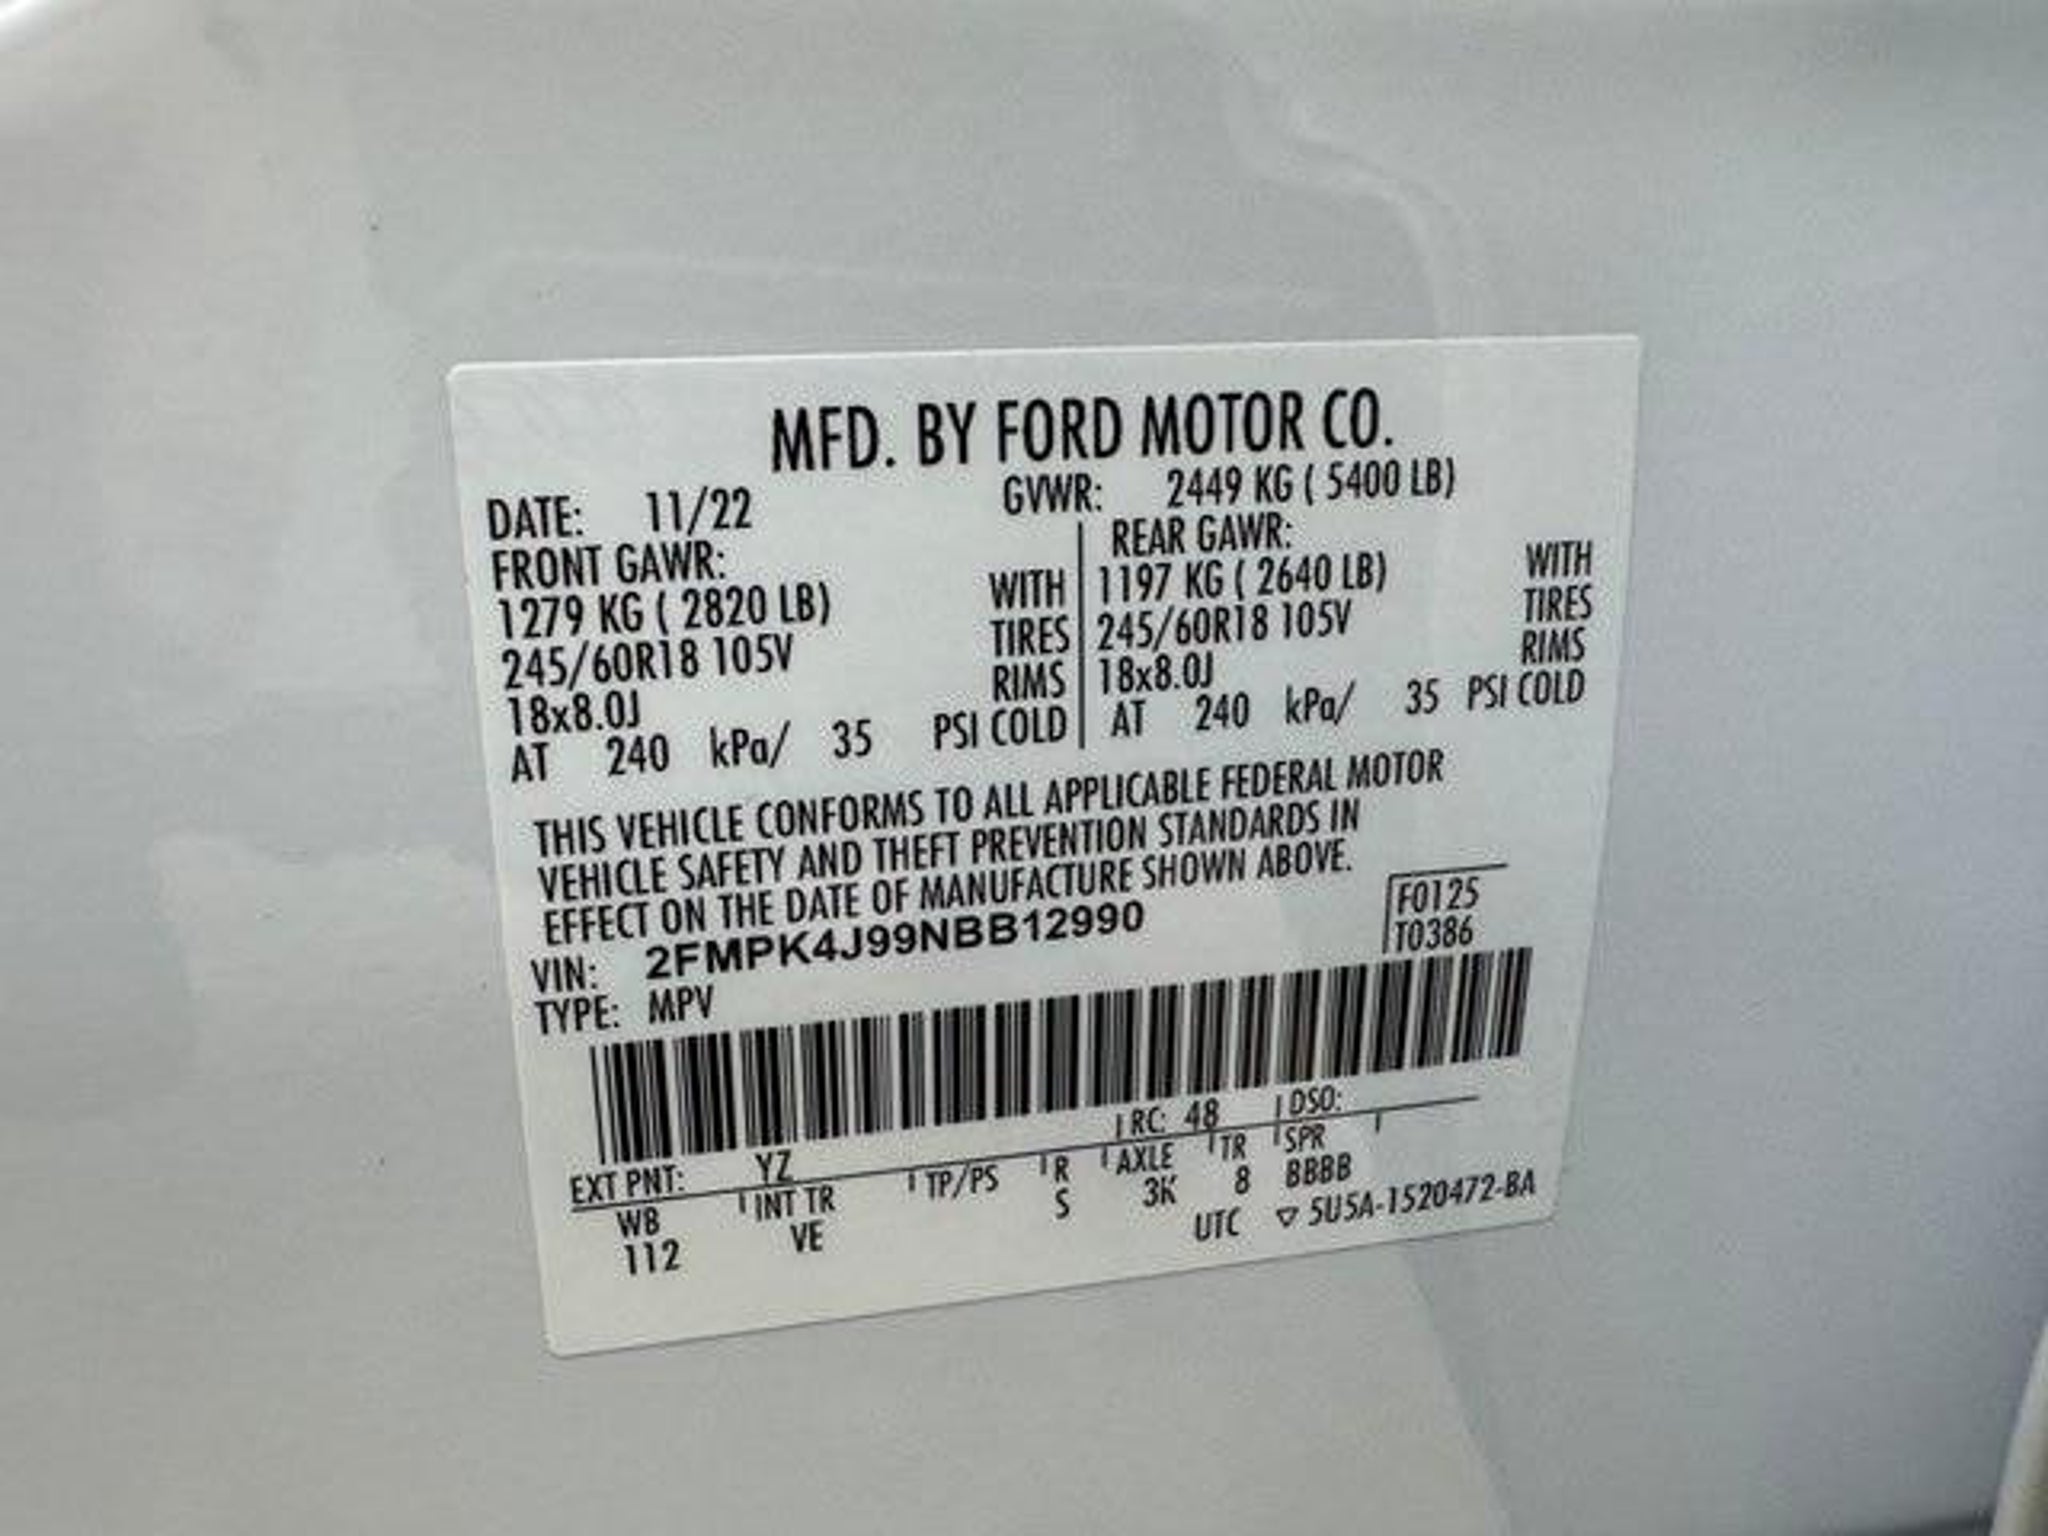 MFD. BY FORD MOTOR CO.
DATE: 11/22 GVWR: 2449 KG ( 5400 LB)
FRONT GAWR: REAR GAWR:
1279 KG ( 2820 LB) WITH 1197 KG ( 2640 LB) WITH
245/60R18 105V TIRES 245/60R18 105V TIRES
18x8.0J RIMS 18x8.0J RIMS
AT 240 kPa/ 35 PSI COLD AT 240 kPa/ 35 PSI COLD
THIS VEHICLE CONFORMS TO ALL APPLICABLE FEDERAL MOTOR
VEHICLE SAFETY AND THEFT PREVENTION STANDARDS IN
EFFECT ON THE DATE OF MANUFACTURE SHOWN ABOVE.
F0125
VIN: 2FMPK4J99NBB12990 T0386
TYPE: MPV
EXT PNT: YZ RC: 48 DSO:
WB INT TR TP/PS R AXLE TR SPR
112 VE S 3K 8 BBBB
UTC ▽ 5U5A-1520472-BA